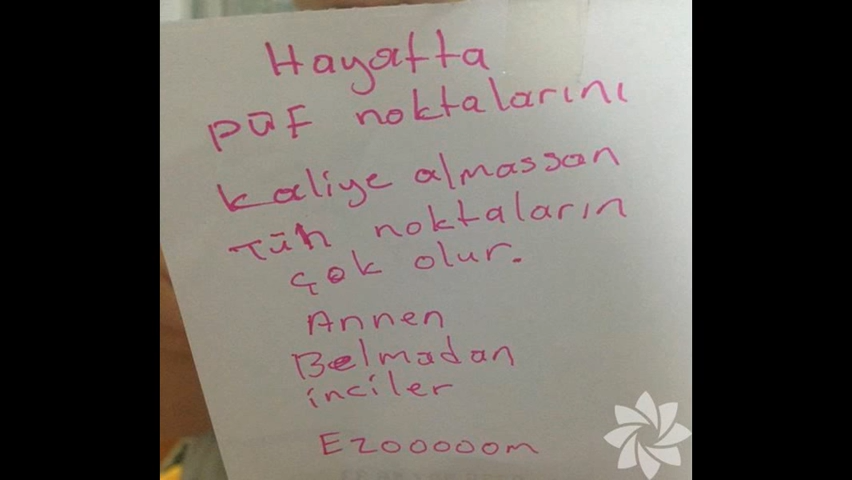 Hayatta
püf noktalarını
kaliye almassan
tüh noktaların
çok olur.
Annen
Belmadan
inciler
Ezooooom